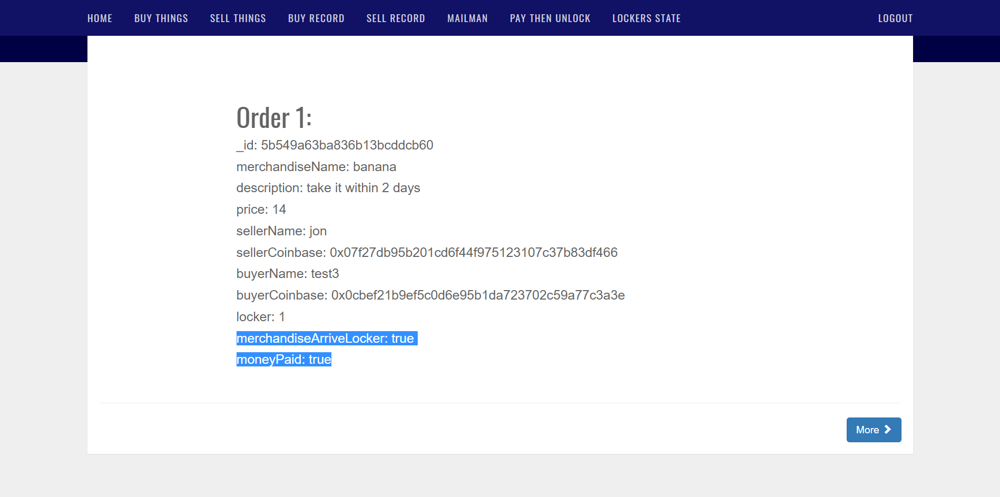 HOME BUY THINGS SELL THINGS BUY RECORD SELL RECORD MAILMAN PAY THEN UNLOCK LOCKERS STATE LOGOUT
Order 1:
_id: 5b549a63ba836b13bcddcb60
merchandiseName: banana
description: take it within 2 days
price: 14
sellerName: jon
sellerCoinbase: 0x07f27db95b201cd6f44f975123107c37b83df466
buyerName: test3
buyerCoinbase: 0x0cbef21b9ef5c0d6e95b1da723702c59a77c3a3e
locker: 1
merchandiseArriveLocker: true
moneyPaid: true
More